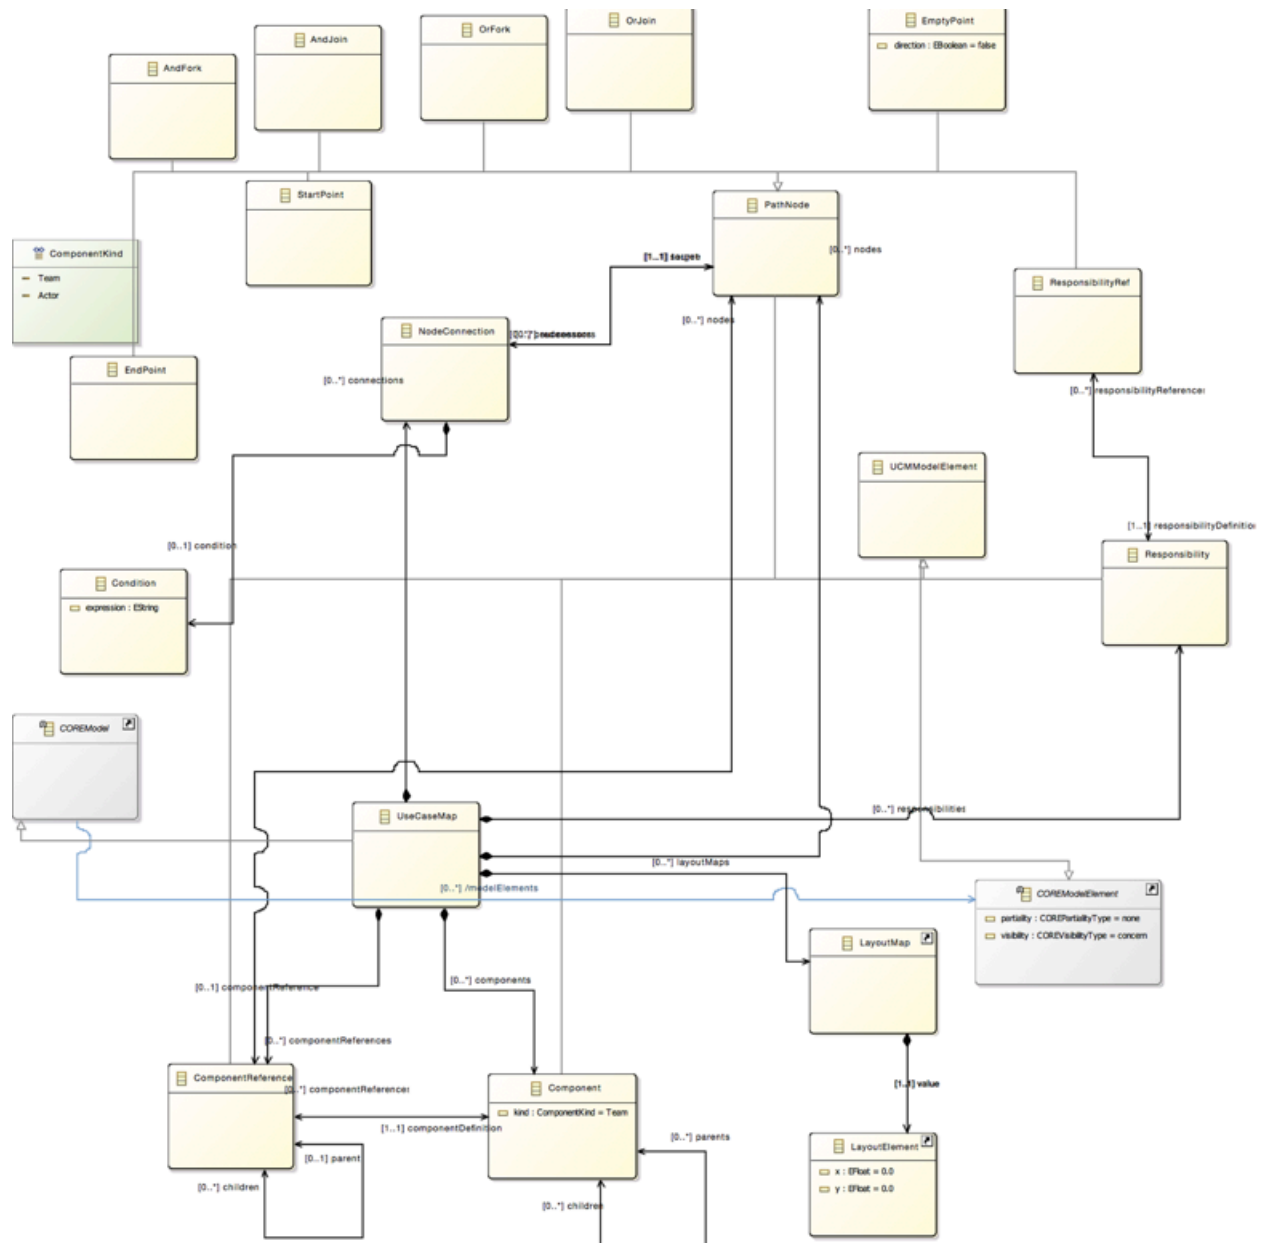 OrJoin
EmptyPoint
direction : EBoolean = false
OrFork
AndJoin
AndFork
StartPoint
PathNode
[0..*] nodes
ComponentKind
Team
Actor
[1..1]
ResponsibilityRef
NodeConnection
[0..*] nodes
EndPoint
[0..*] connections
[0..*] responsibilityReferences
UCMModelElement
[1..1] responsibilityDefinitio
[0..1] condition
Responsibility
Condition
expression : EString
COREModel
UseCaseMap
[0..*] responsibilities
[0..*] layoutMaps
[0..*] /modelElements
COREModelElement
partiality : COREPartialityType = none
visibility : COREVisibilityType = concern
LayoutMap
[0..*] components
[0..1] componentReference
[0..*] componentReferences
ComponentReference
[0..*] componentReferences
Component
kind : ComponentKind = Team
[1..1] value
[1..1] componentDefinition
[0..*] parents
[0..1] parent
LayoutElement
x : EFloat = 0.0
y : EFloat = 0.0
[0..*] children
[0..*] children